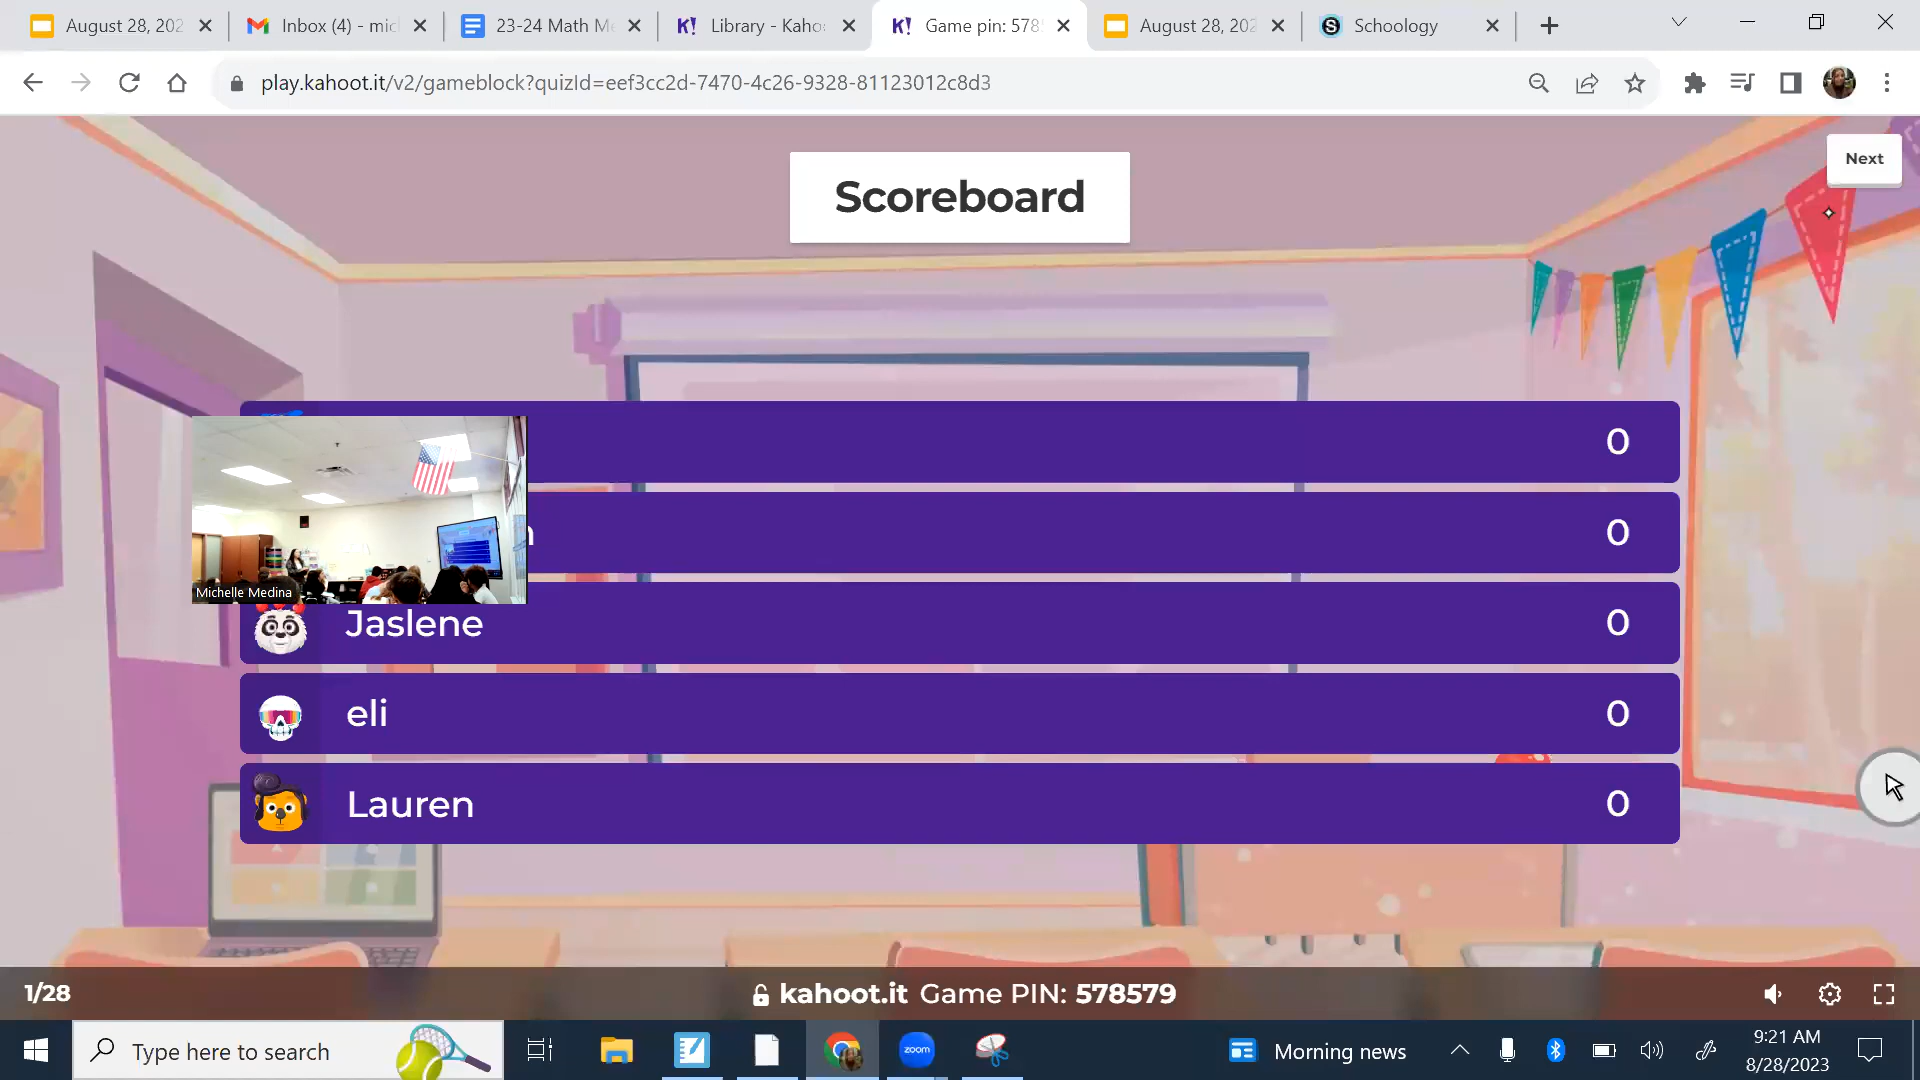 August 28, 202
Inbox (4) - mic
23-24 Math Me
Library - Kahoo
Game pin: 578
August 28, 202
Schoology
play.kahoot.it/v2/gameblock?quizId=eef3cc2d-7470-4c26-9328-81123012c8d3
Next
Scoreboard
0
0
Michelle Medina
Jaslene 0
eli 0
Lauren 0
1/28
kahoot.it Game PIN: 578579
Type here to search
zoom
Morning news
9:21 AM
8/28/2023